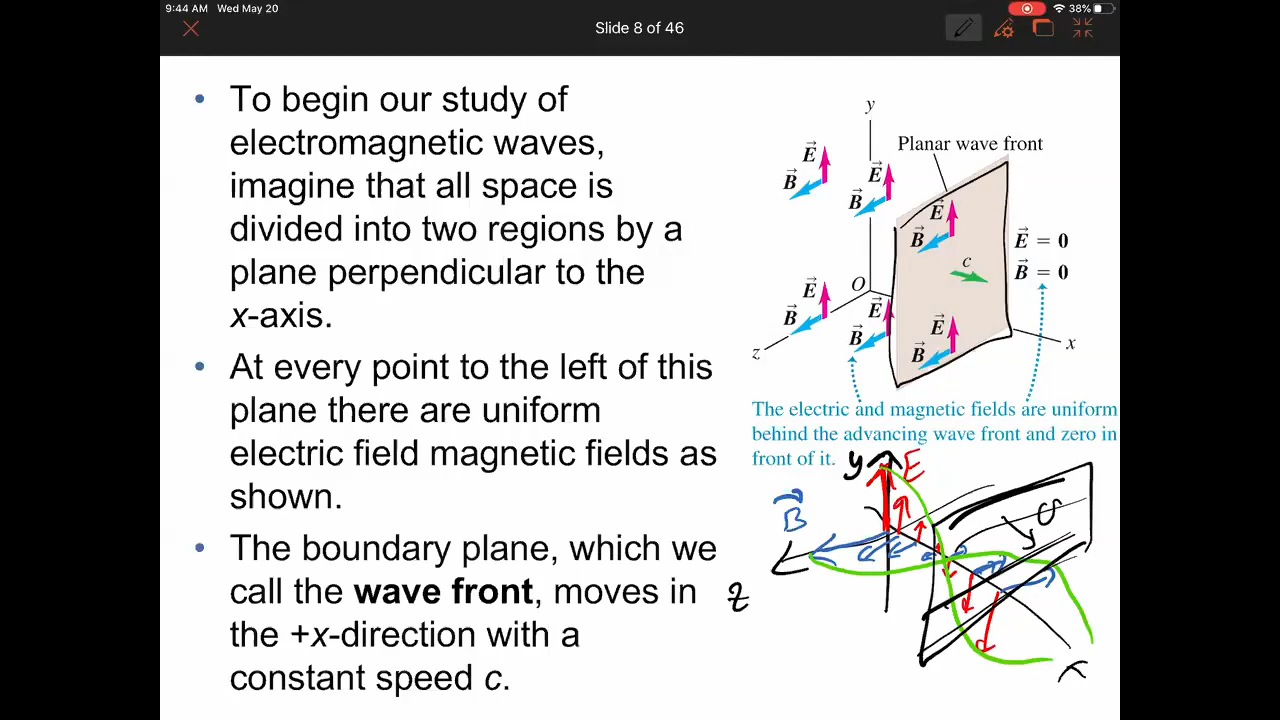 9:44 AM Wed May 20
38%
Slide 8 of 46
• To begin our study of
electromagnetic waves,
imagine that all space is
divided into two regions by a
plane perpendicular to the
x-axis.
• At every point to the left of this
plane there are uniform
electric field magnetic fields as
shown.
• The boundary plane, which we
call the wave front, moves in
the +x-direction with a
constant speed c.
y
Planar wave front
E
B
E
B
E
B
c
E = 0
B = 0
O
E
B
E
B
E
B
z
x
The electric and magnetic fields are uniform
behind the advancing wave front and zero in
front of it.
y
E
B
z
x